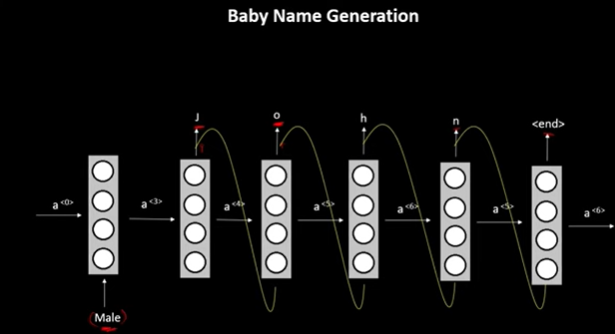 Baby Name Generation
J o h n <end>
a<0> a<3> a<4> a<5> a<6> a<5> a<6>
(Male)